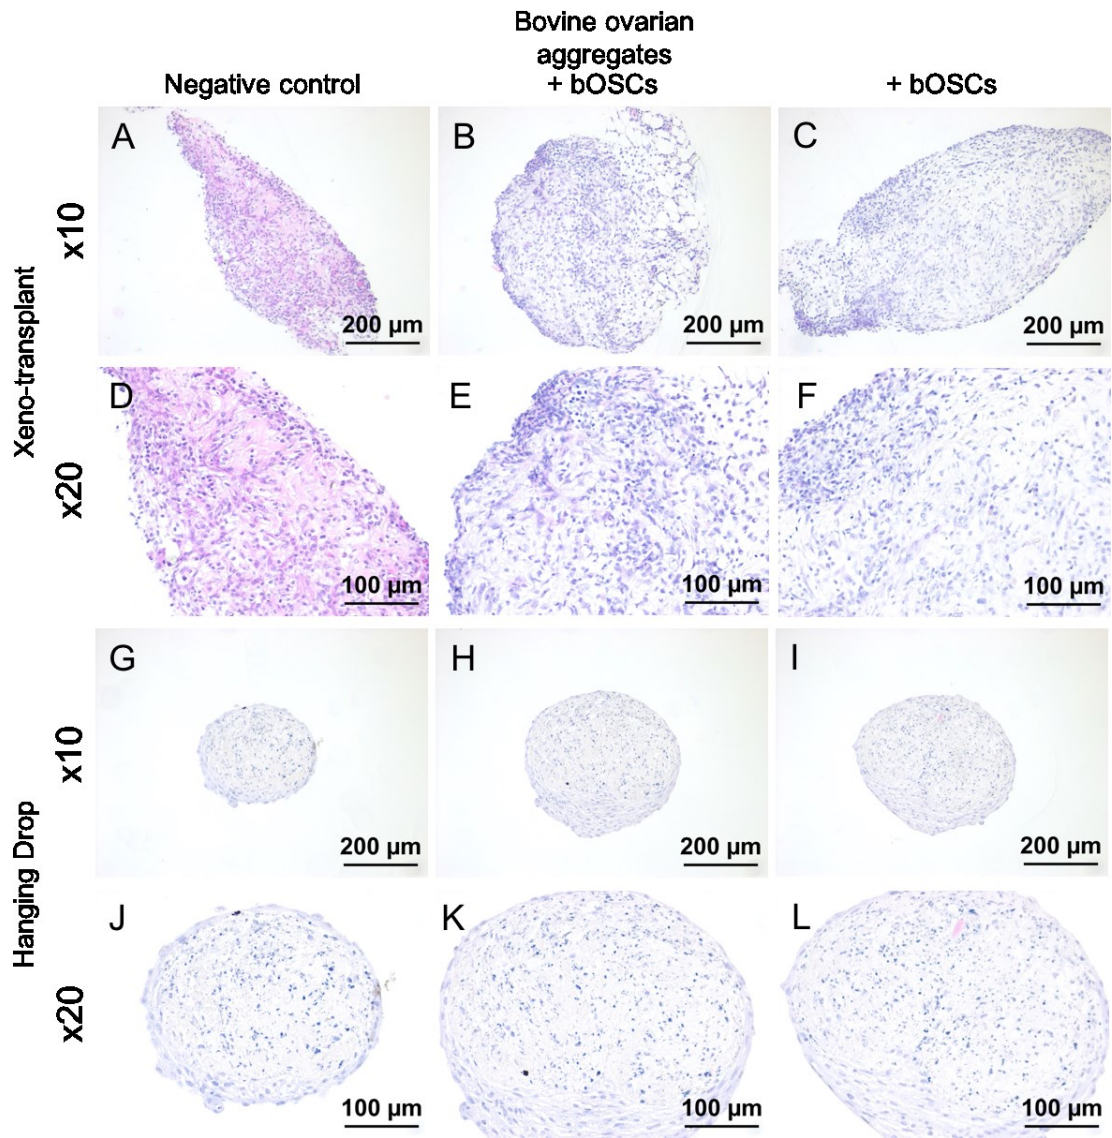 Bovine ovarian
aggregates
Negative control
+ bOSCs
+ bOSCs
Xeno-transplant
x10
A
200 µm
B
200 µm
C
200 µm
x20
D
100 µm
E
100 µm
F
100 µm
Hanging Drop
x10
G
200 µm
H
200 µm
I
200 µm
x20
J
100 µm
K
100 µm
L
100 µm